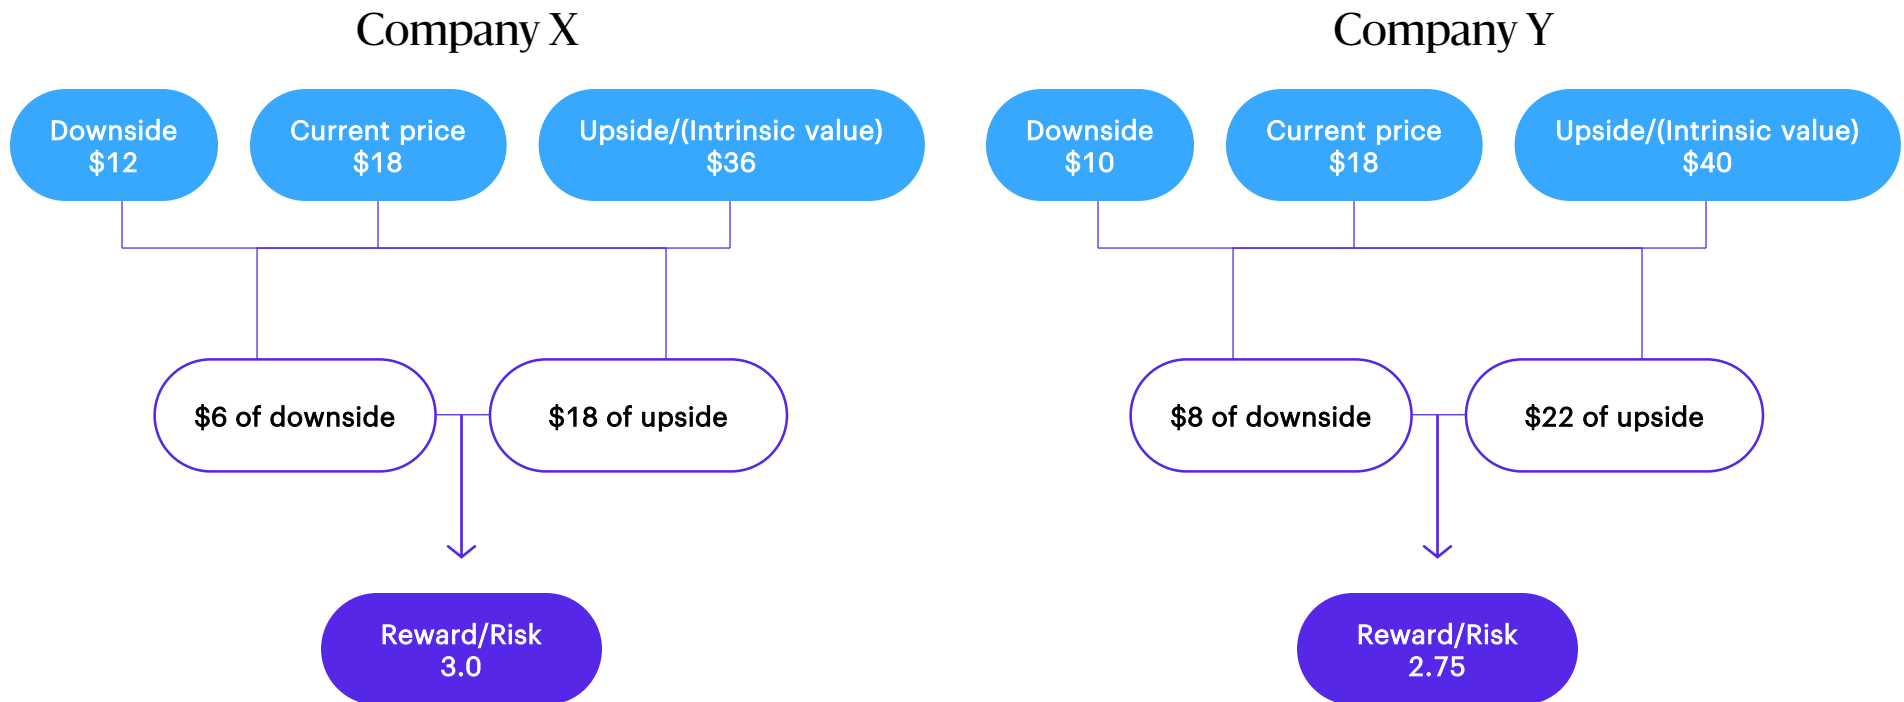 Company X
Downside
$12
Current price
$18
Upside/(Intrinsic value)
$36
$6 of downside
$18 of upside
Reward/Risk
3.0
Company Y
Downside
$10
Current price
$18
Upside/(Intrinsic value)
$40
$8 of downside
$22 of upside
Reward/Risk
2.75